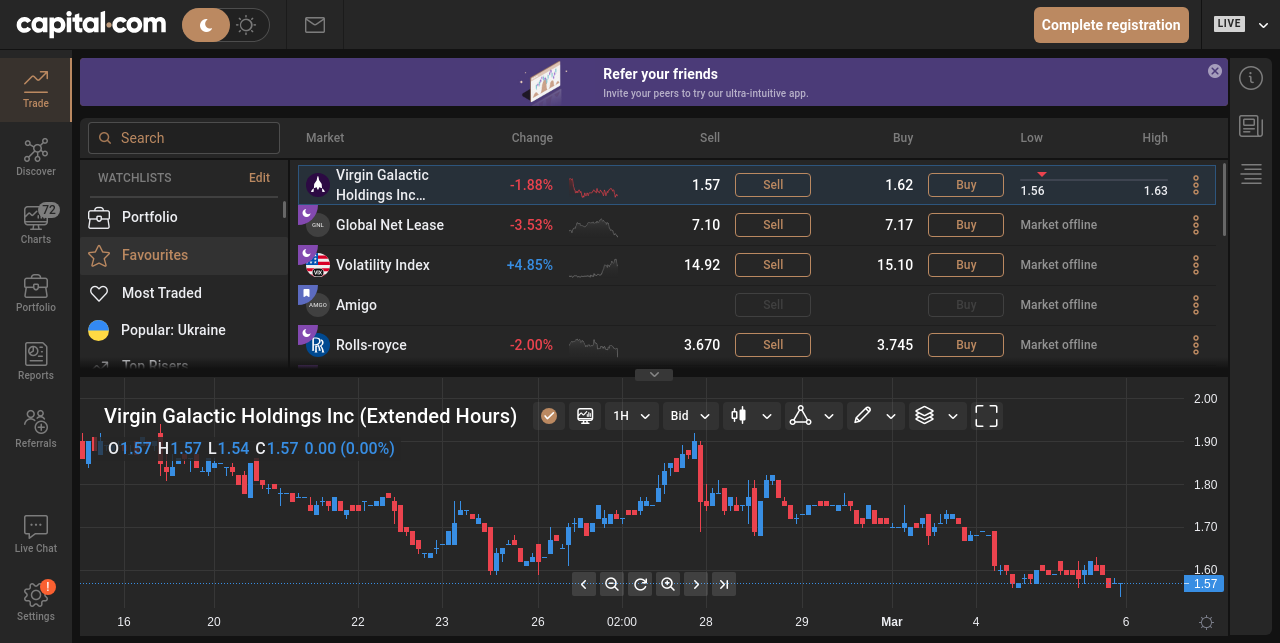 capital.com
Complete registration
LIVE
Trade
Discover
72
Charts
Portfolio
Reports
Referrals
Live Chat
!
Settings
Refer your friends
Invite your peers to try our ultra-intuitive app.
Search
WATCHLISTS Edit
Portfolio
Favourites
Most Traded
Popular: Ukraine
Top Risers
Market Change Sell Buy Low High
Virgin Galactic
Holdings Inc... -1.88% 1.57 Sell 1.62 Buy 1.56 1.63
GNL Global Net Lease -3.53% 7.10 Sell 7.17 Buy Market offline
VIX Volatility Index +4.85% 14.92 Sell 15.10 Buy Market offline
AMGO Amigo Sell Buy Market offline
Rolls-royce -2.00% 3.670 Sell 3.745 Buy Market offline
Virgin Galactic Holdings Inc (Extended Hours) 1H Bid
O1.57 H1.57 L1.54 C1.57 0.00 (0.00%)
2.00
1.90
1.80
1.70
1.60
1.57
16 20 22 23 26 02:00 28 29 Mar 4 6